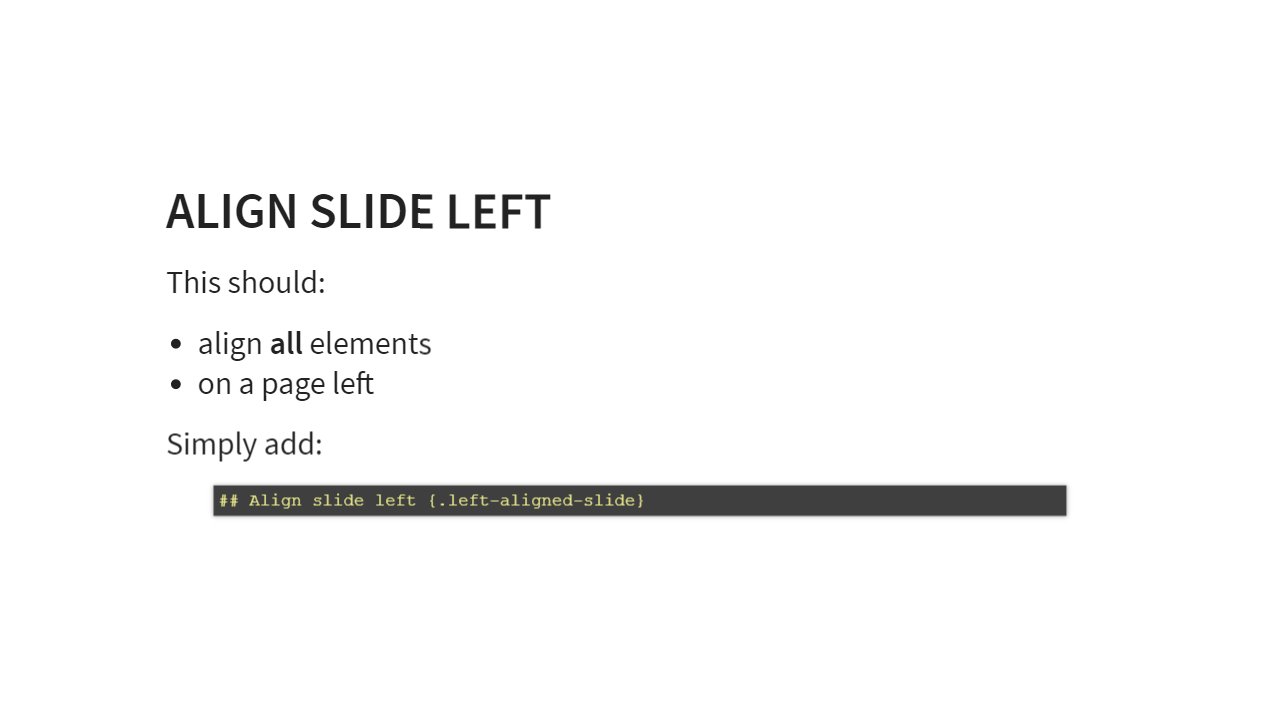 ALIGN SLIDE LEFT
This should:
• align all elements
• on a page left
Simply add:
## Align slide left {.left-aligned-slide}